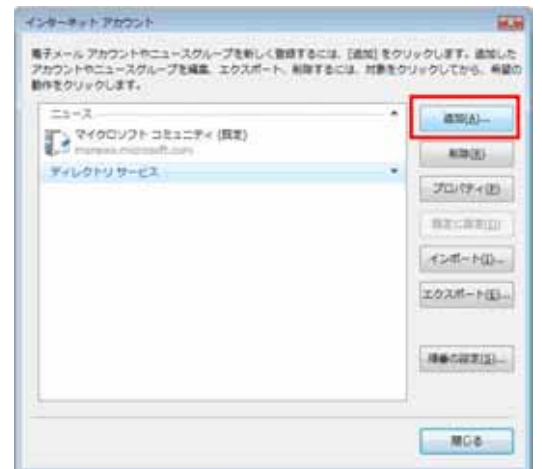 インターネット アカウント
電子メール アカウントやニュースグループを新しく登録するには、[追加] をクリックします。追加した
アカウントやニュースグループを編集、エクスポート、削除するには、対象をクリックしてから、希望の
動作をクリックします。
ニュース
マイクロソフト コミュニティ (既定)
msnews.microsoft.com
ディレクトリ サービス
追加(A)...
削除(R)
プロパティ(P)
既定に設定(D)
インポート(I)...
エクスポート(E)...
順番の設定(S)...
閉じる